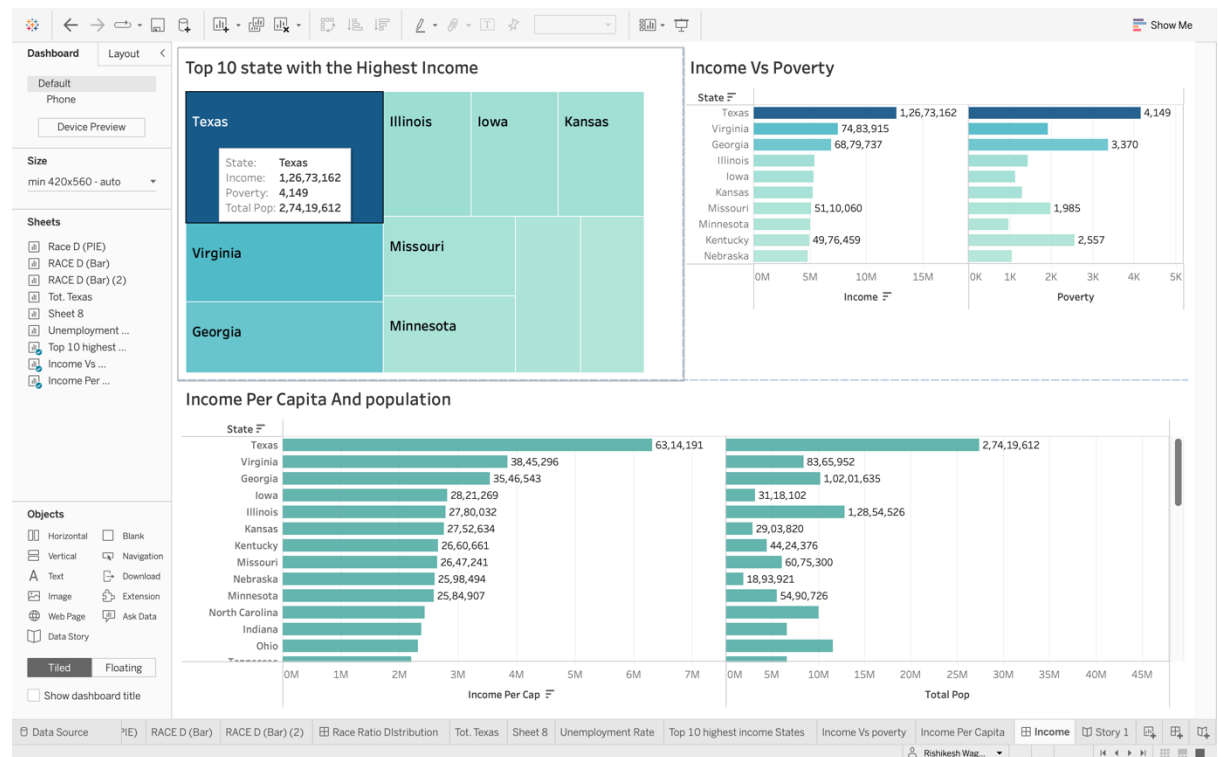 Show Me
Dashboard
Layout
Default
Phone
Device Preview
Size
min 420x560 - auto
Sheets
Race D (PIE)
RACE D (Bar)
RACE D (Bar) (2)
Tot. Texas
Sheet 8
Unemployment ...
Top 10 highest ...
Income Vs ...
Income Per ...
Objects
Horizontal
Blank
Vertical
Navigation
A Text
Download
Image
Extension
Web Page
Ask Data
Data Story
Tiled
Floating
Show dashboard title
Top 10 state with the Highest Income
Texas
Illinois
Iowa
Kansas
State: Texas
Income: 1,26,73,162
Poverty: 4,149
Total Pop: 2,74,19,612
Virginia
Missouri
Georgia
Minnesota
Income Vs Poverty
State
Texas 1,26,73,162 4,149
Virginia 74,83,915
Georgia 68,79,737 3,370
Illinois
Iowa
Kansas
Missouri 51,10,060 1,985
Minnesota
Kentucky 49,76,459 2,557
Nebraska
0M 5M 10M 15M 0K 1K 2K 3K 4K 5K
Income Poverty
Income Per Capita And population
State
Texas 63,14,191 2,74,19,612
Virginia 38,45,296 83,65,952
Georgia 35,46,543 1,02,01,635
Iowa 28,21,269 31,18,102
Illinois 27,80,032 1,28,54,526
Kansas 27,52,634 29,03,820
Kentucky 26,60,661 44,24,376
Missouri 26,47,241 60,75,300
Nebraska 25,98,494 18,93,921
Minnesota 25,84,907 54,90,726
North Carolina
Indiana
Ohio
Tennessee
0M 1M 2M 3M 4M 5M 6M 7M 0M 5M 10M 15M 20M 25M 30M 35M 40M 45M
Income Per Cap Total Pop
Data Source PIE) RACE D (Bar) RACE D (Bar) (2) Race Ratio DIstribution Tot. Texas Sheet 8 Unemployment Rate Top 10 highest income States Income Vs poverty Income Per Capita Income Story 1
Rishikesh Wag...